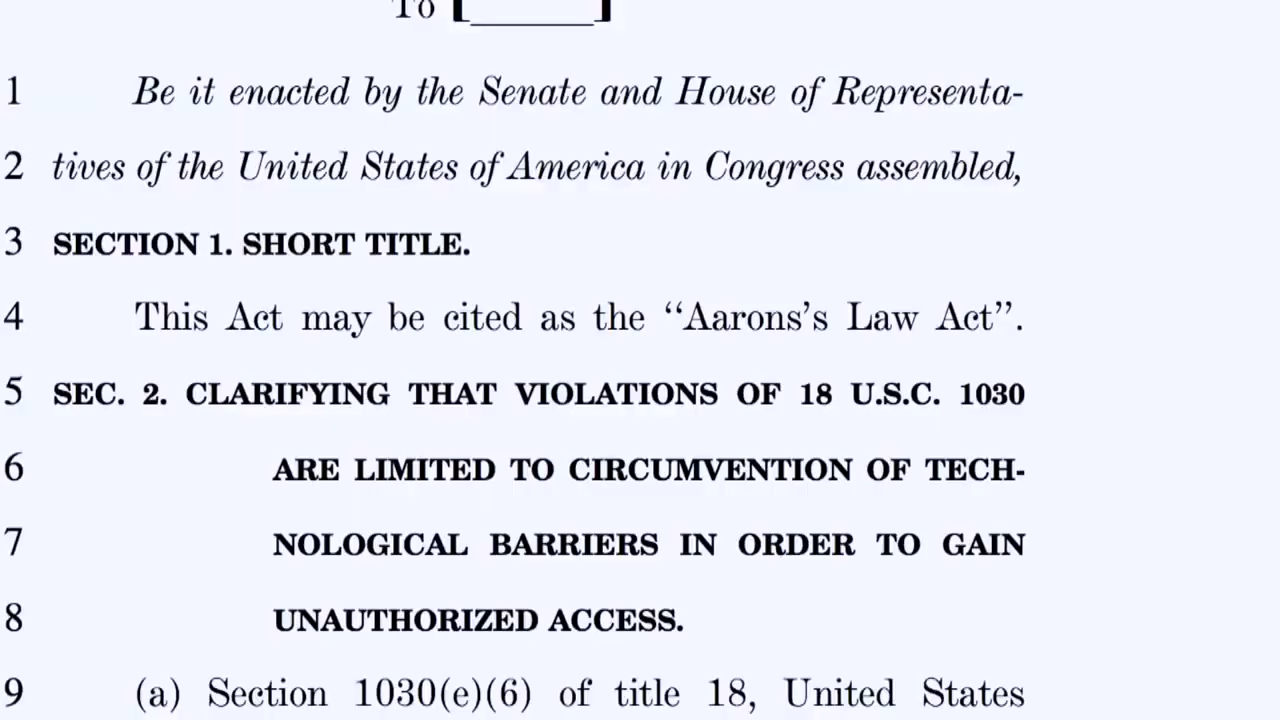 To [______]
1 Be it enacted by the Senate and House of Representa-
2 tives of the United States of America in Congress assembled,
3 SECTION 1. SHORT TITLE.
4 This Act may be cited as the ‘‘Aarons’s Law Act’’.
5 SEC. 2. CLARIFYING THAT VIOLATIONS OF 18 U.S.C. 1030
6 ARE LIMITED TO CIRCUMVENTION OF TECH-
7 NOLOGICAL BARRIERS IN ORDER TO GAIN
8 UNAUTHORIZED ACCESS.
9 (a) Section 1030(e)(6) of title 18, United States